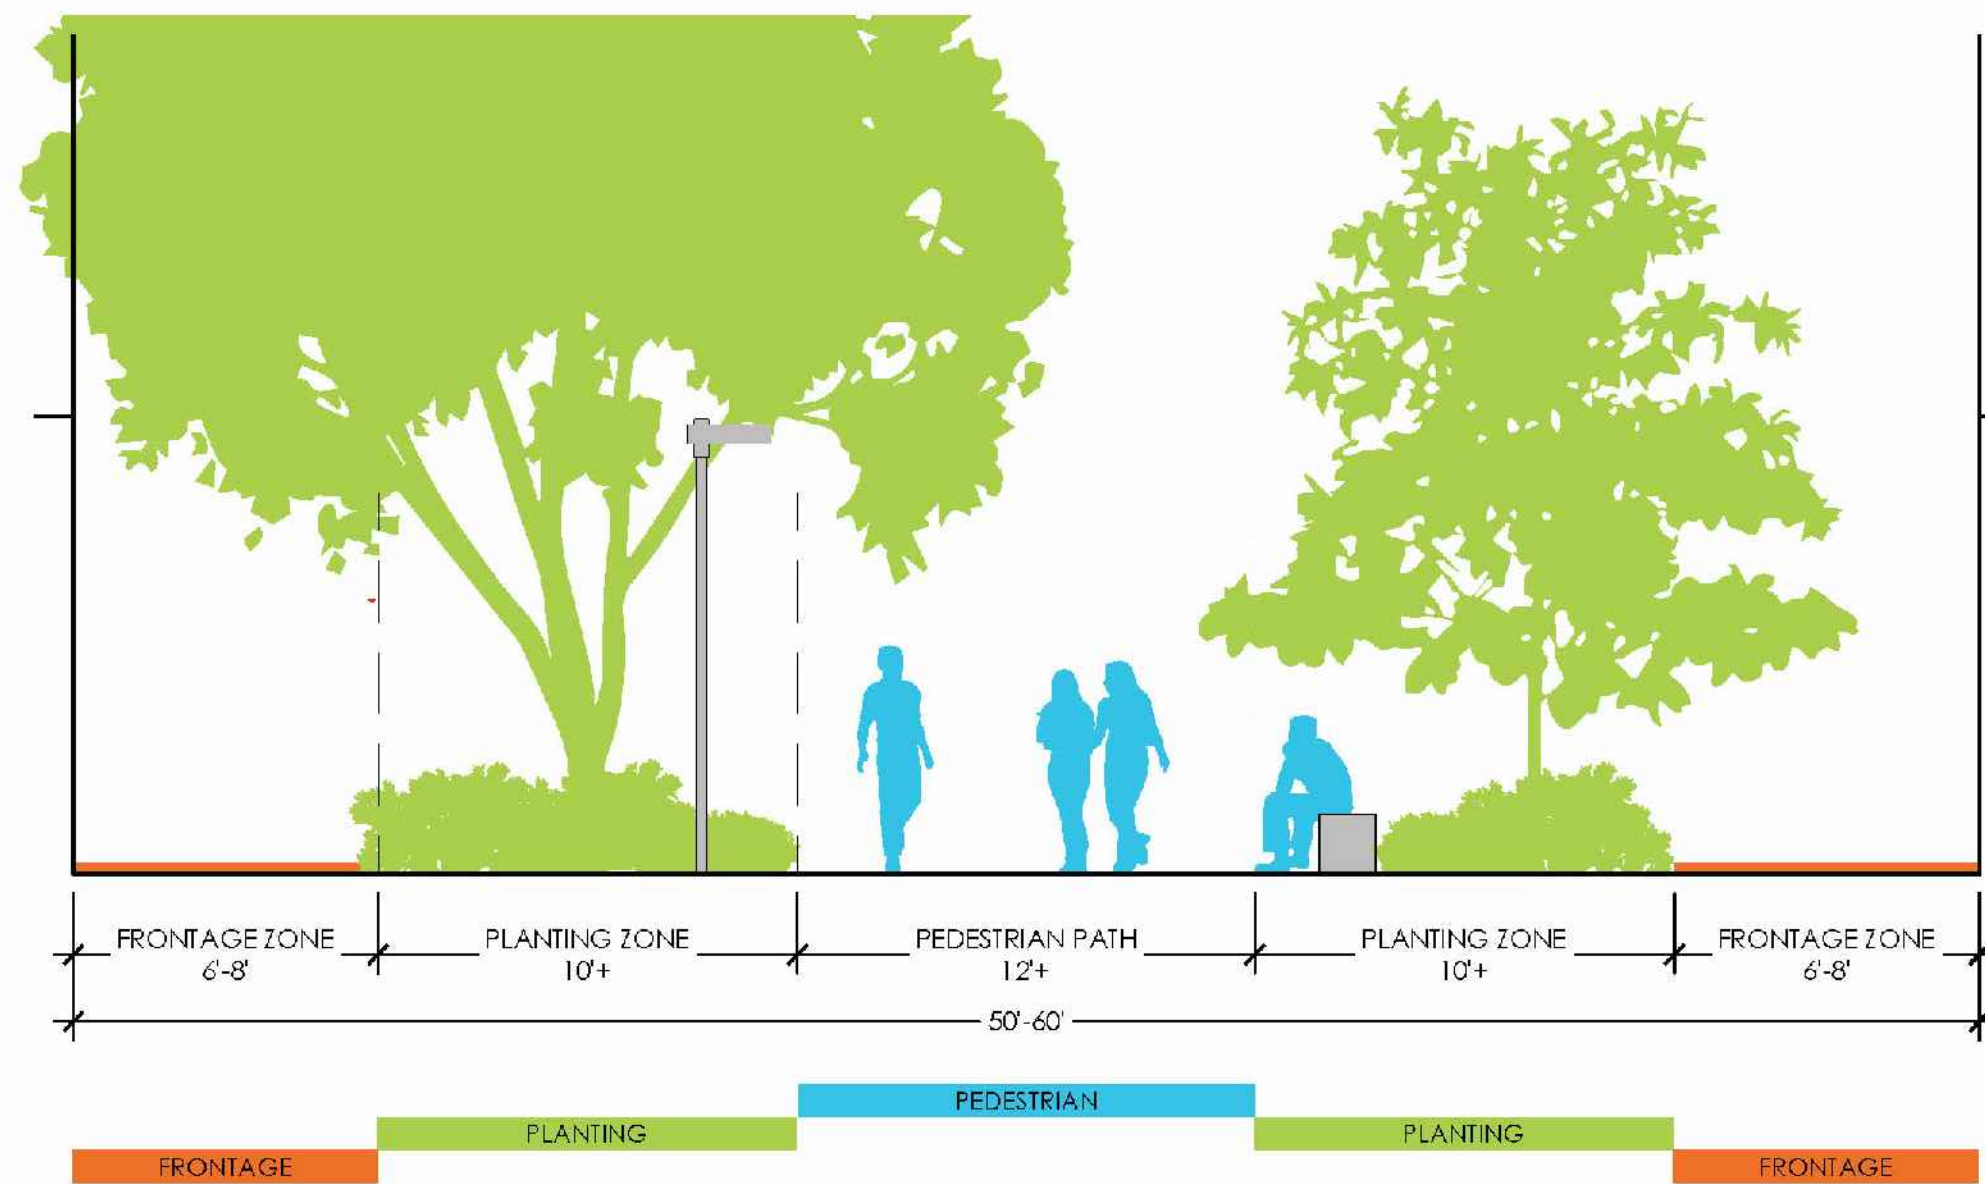 FRONTAGE ZONE
6'-8'
PLANTING ZONE
10'+
PEDESTRIAN PATH
12'+
PLANTING ZONE
10'+
FRONTAGE ZONE
6'-8'
50'-60'
PEDESTRIAN
PLANTING
PLANTING
FRONTAGE
FRONTAGE